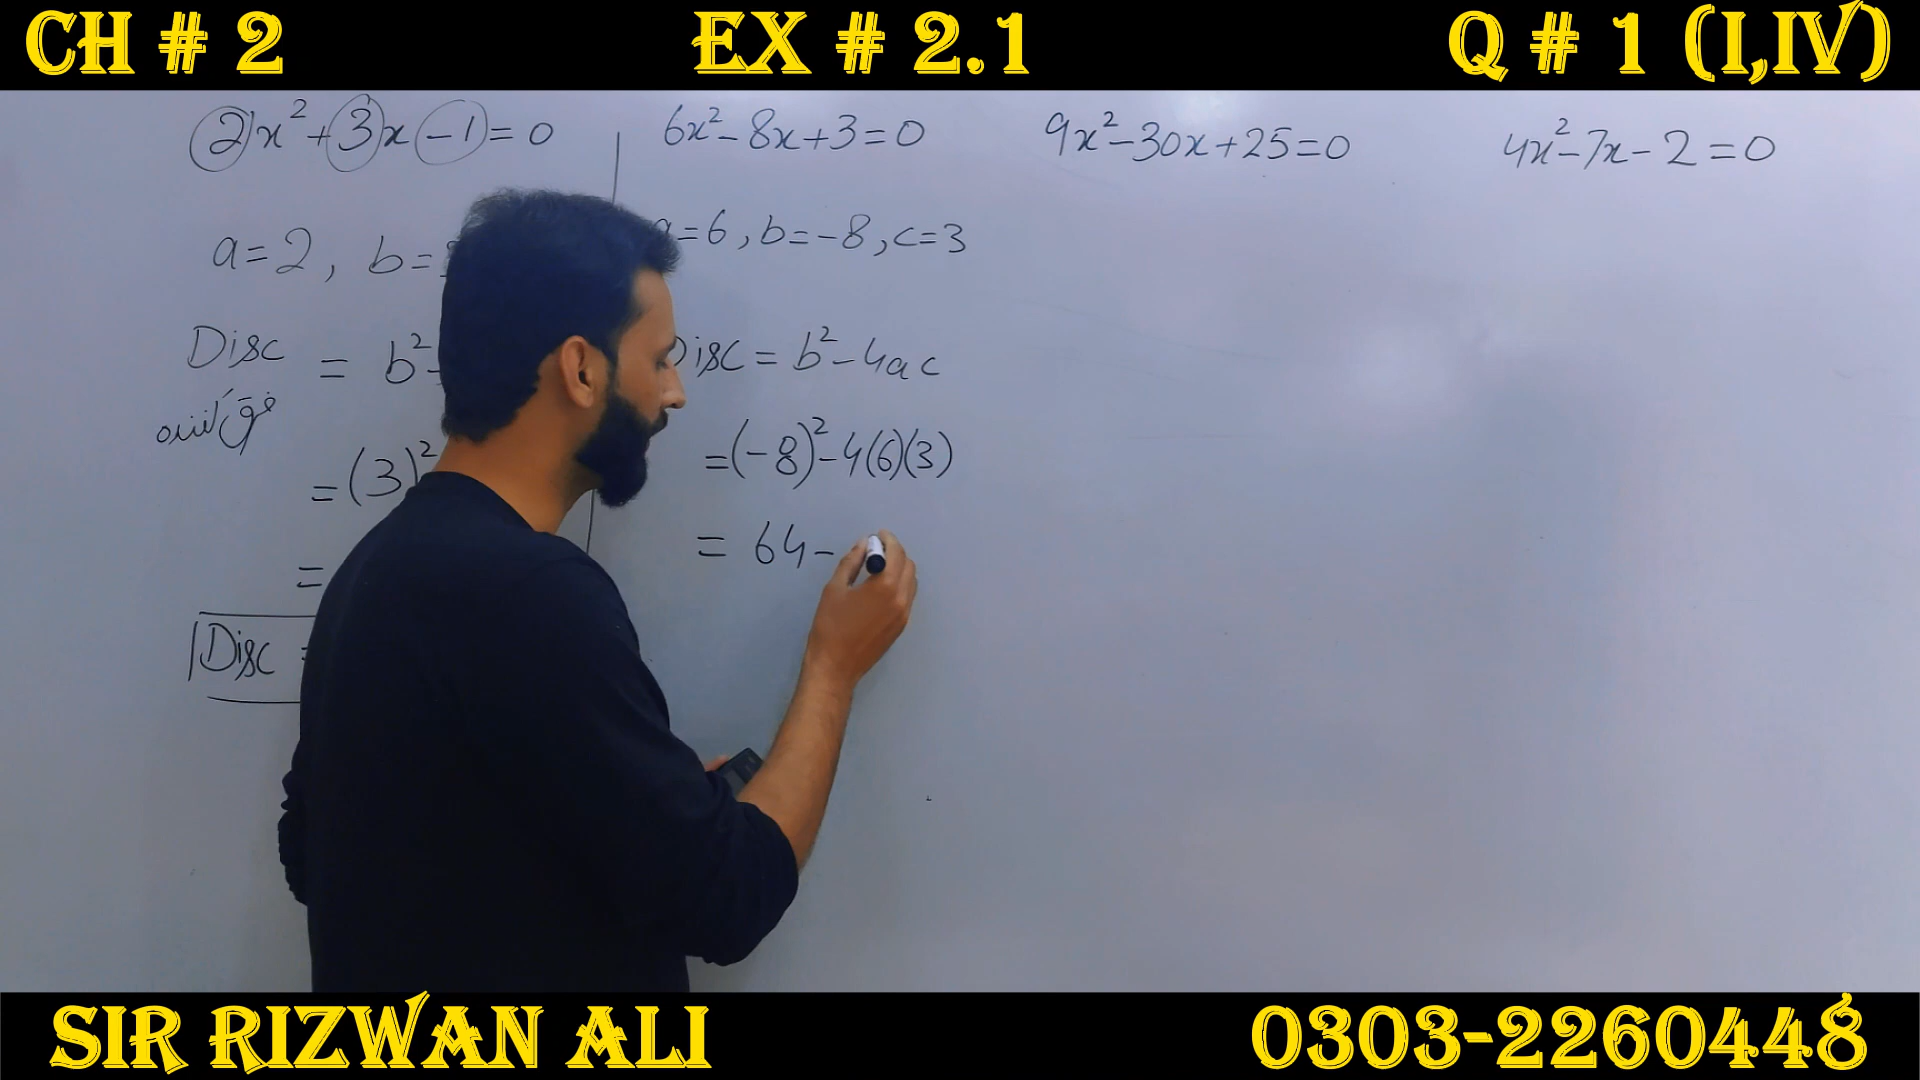 CH # 2 EX # 2.1 Q # 1 (I,IV)
2x² + 3x - 1 = 0
a = 2, b =
Disc = b² -
= (3)²
=
Disc =
6x² - 8x + 3 = 0
a = 6, b = -8, c = 3
Disc = b² - 4ac
= (-8)² - 4(6)(3)
= 64 -
9x² - 30x + 25 = 0
4x² - 7x - 2 = 0
SIR RIZWAN ALI 0303-2260448